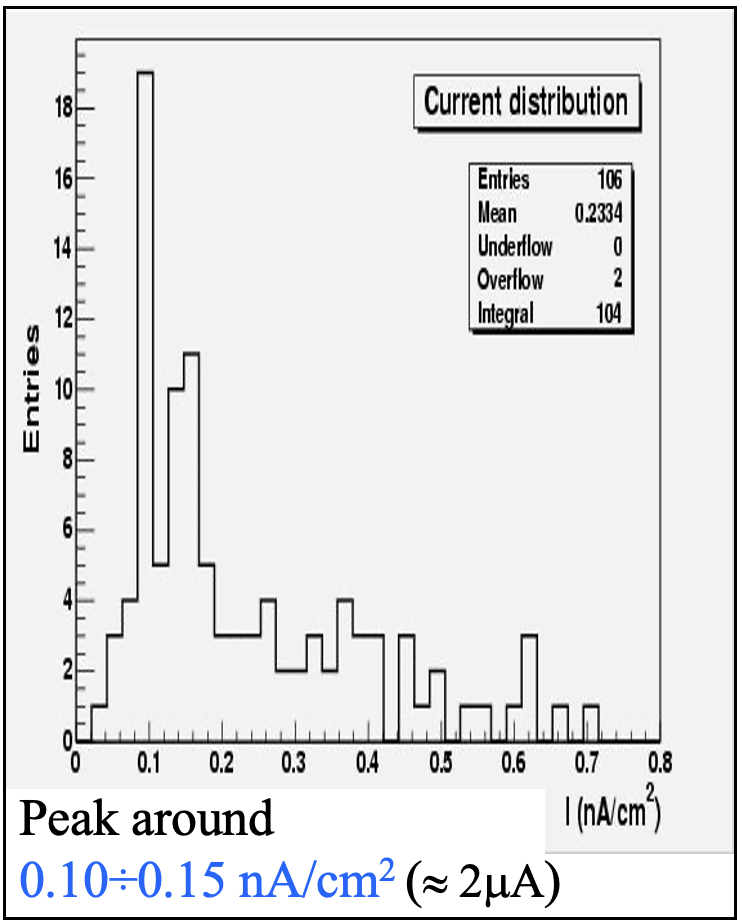 Current distribution
Entries 106
Mean 0.2334
Underflow 0
Overflow 2
Integral 104
18
16
14
12
10
8
6
4
2
0
Entries
0 0.1 0.2 0.3 0.4 0.5 0.6 0.7 0.8
I (nA/cm²)
Peak around
0.10÷0.15 nA/cm² (≈ 2μA)